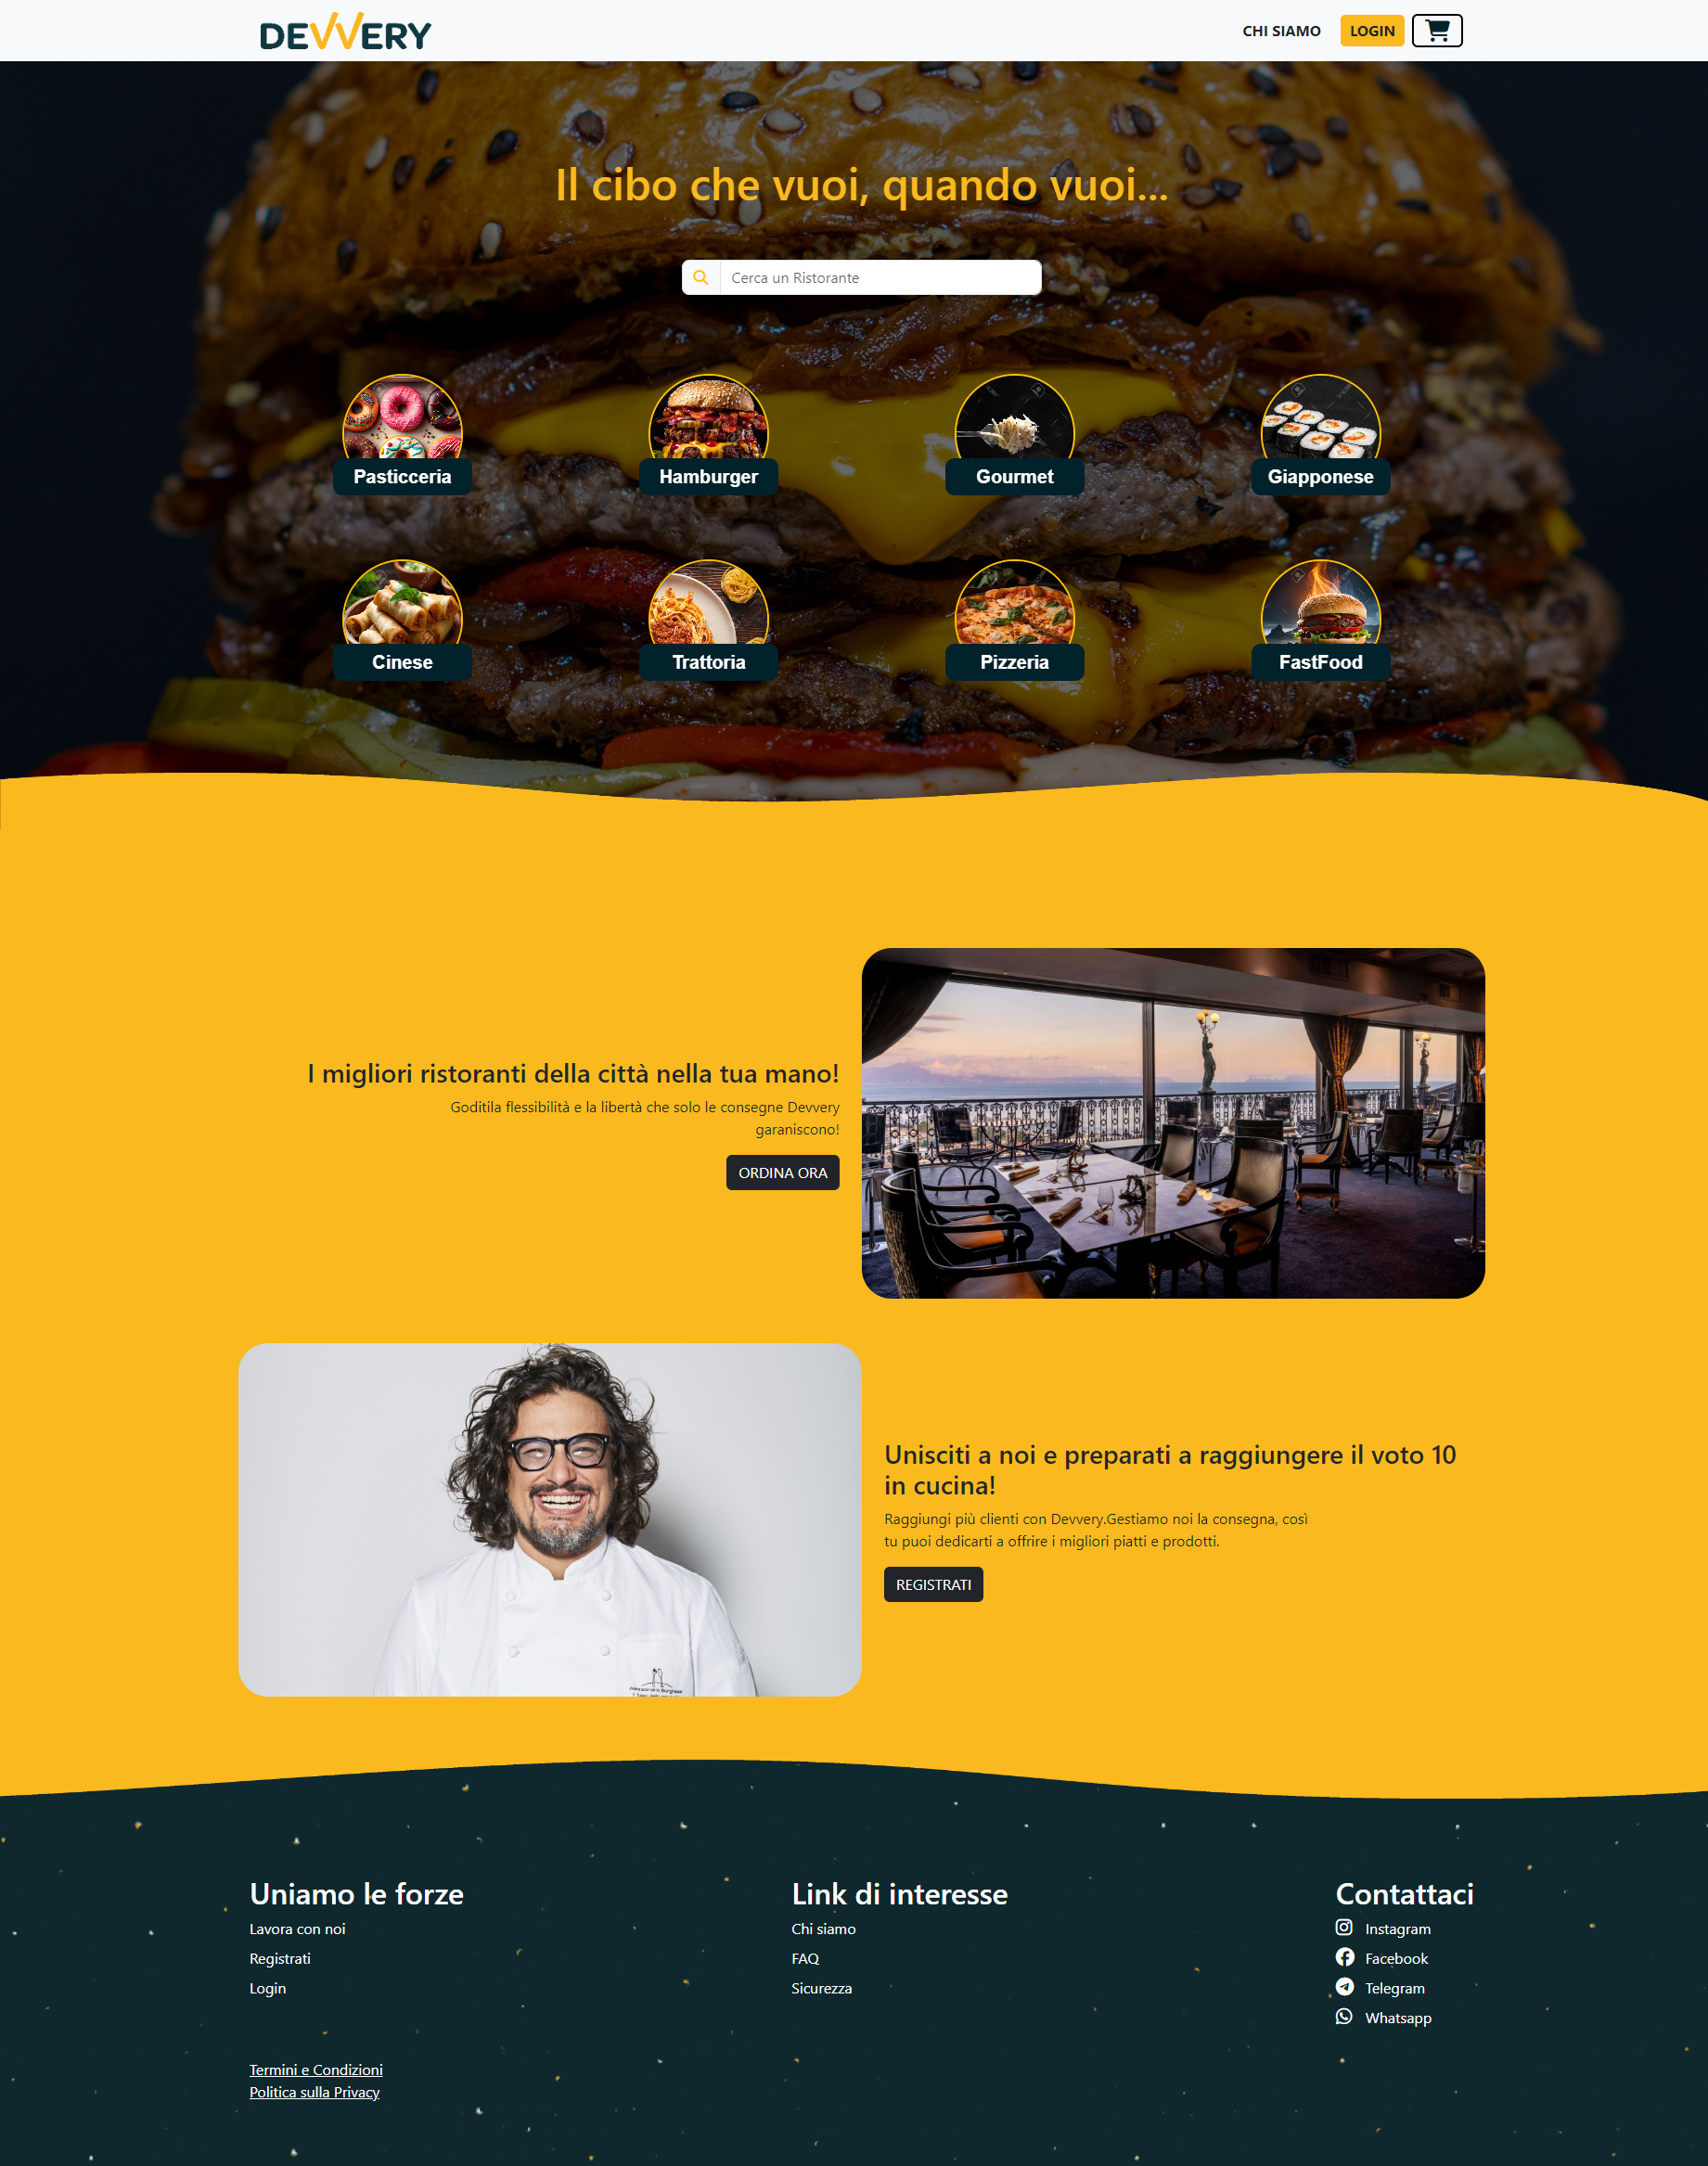 DEVVERY
CHI SIAMO
LOGIN
Il cibo che vuoi, quando vuoi...
Cerca un Ristorante
Pasticceria
Hamburger
Gourmet
Giapponese
Cinese
Trattoria
Pizzeria
FastFood
I migliori ristoranti della città nella tua mano!
Goditila flessibilità e la libertà che solo le consegne Devvery
garaniscono!
ORDINA ORA
Unisciti a noi e preparati a raggiungere il voto 10
in cucina!
Raggiungi più clienti con Devvery.Gestiamo noi la consegna, così
tu puoi dedicarti a offrire i migliori piatti e prodotti.
REGISTRATI
Uniamo le forze
Lavora con noi
Registrati
Login
Link di interesse
Chi siamo
FAQ
Sicurezza
Contattaci
Instagram
Facebook
Telegram
Whatsapp
Termini e Condizioni
Politica sulla Privacy